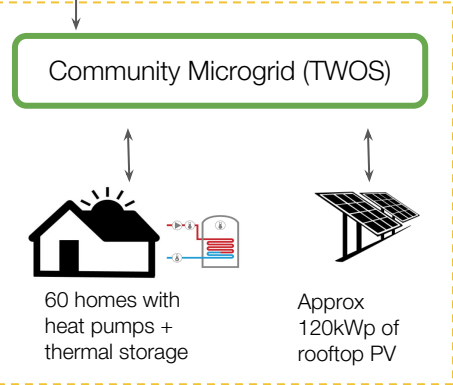 Community Microgrid (TWOS)
60 homes with
heat pumps +
thermal storage
Approx
120kWp of
rooftop PV